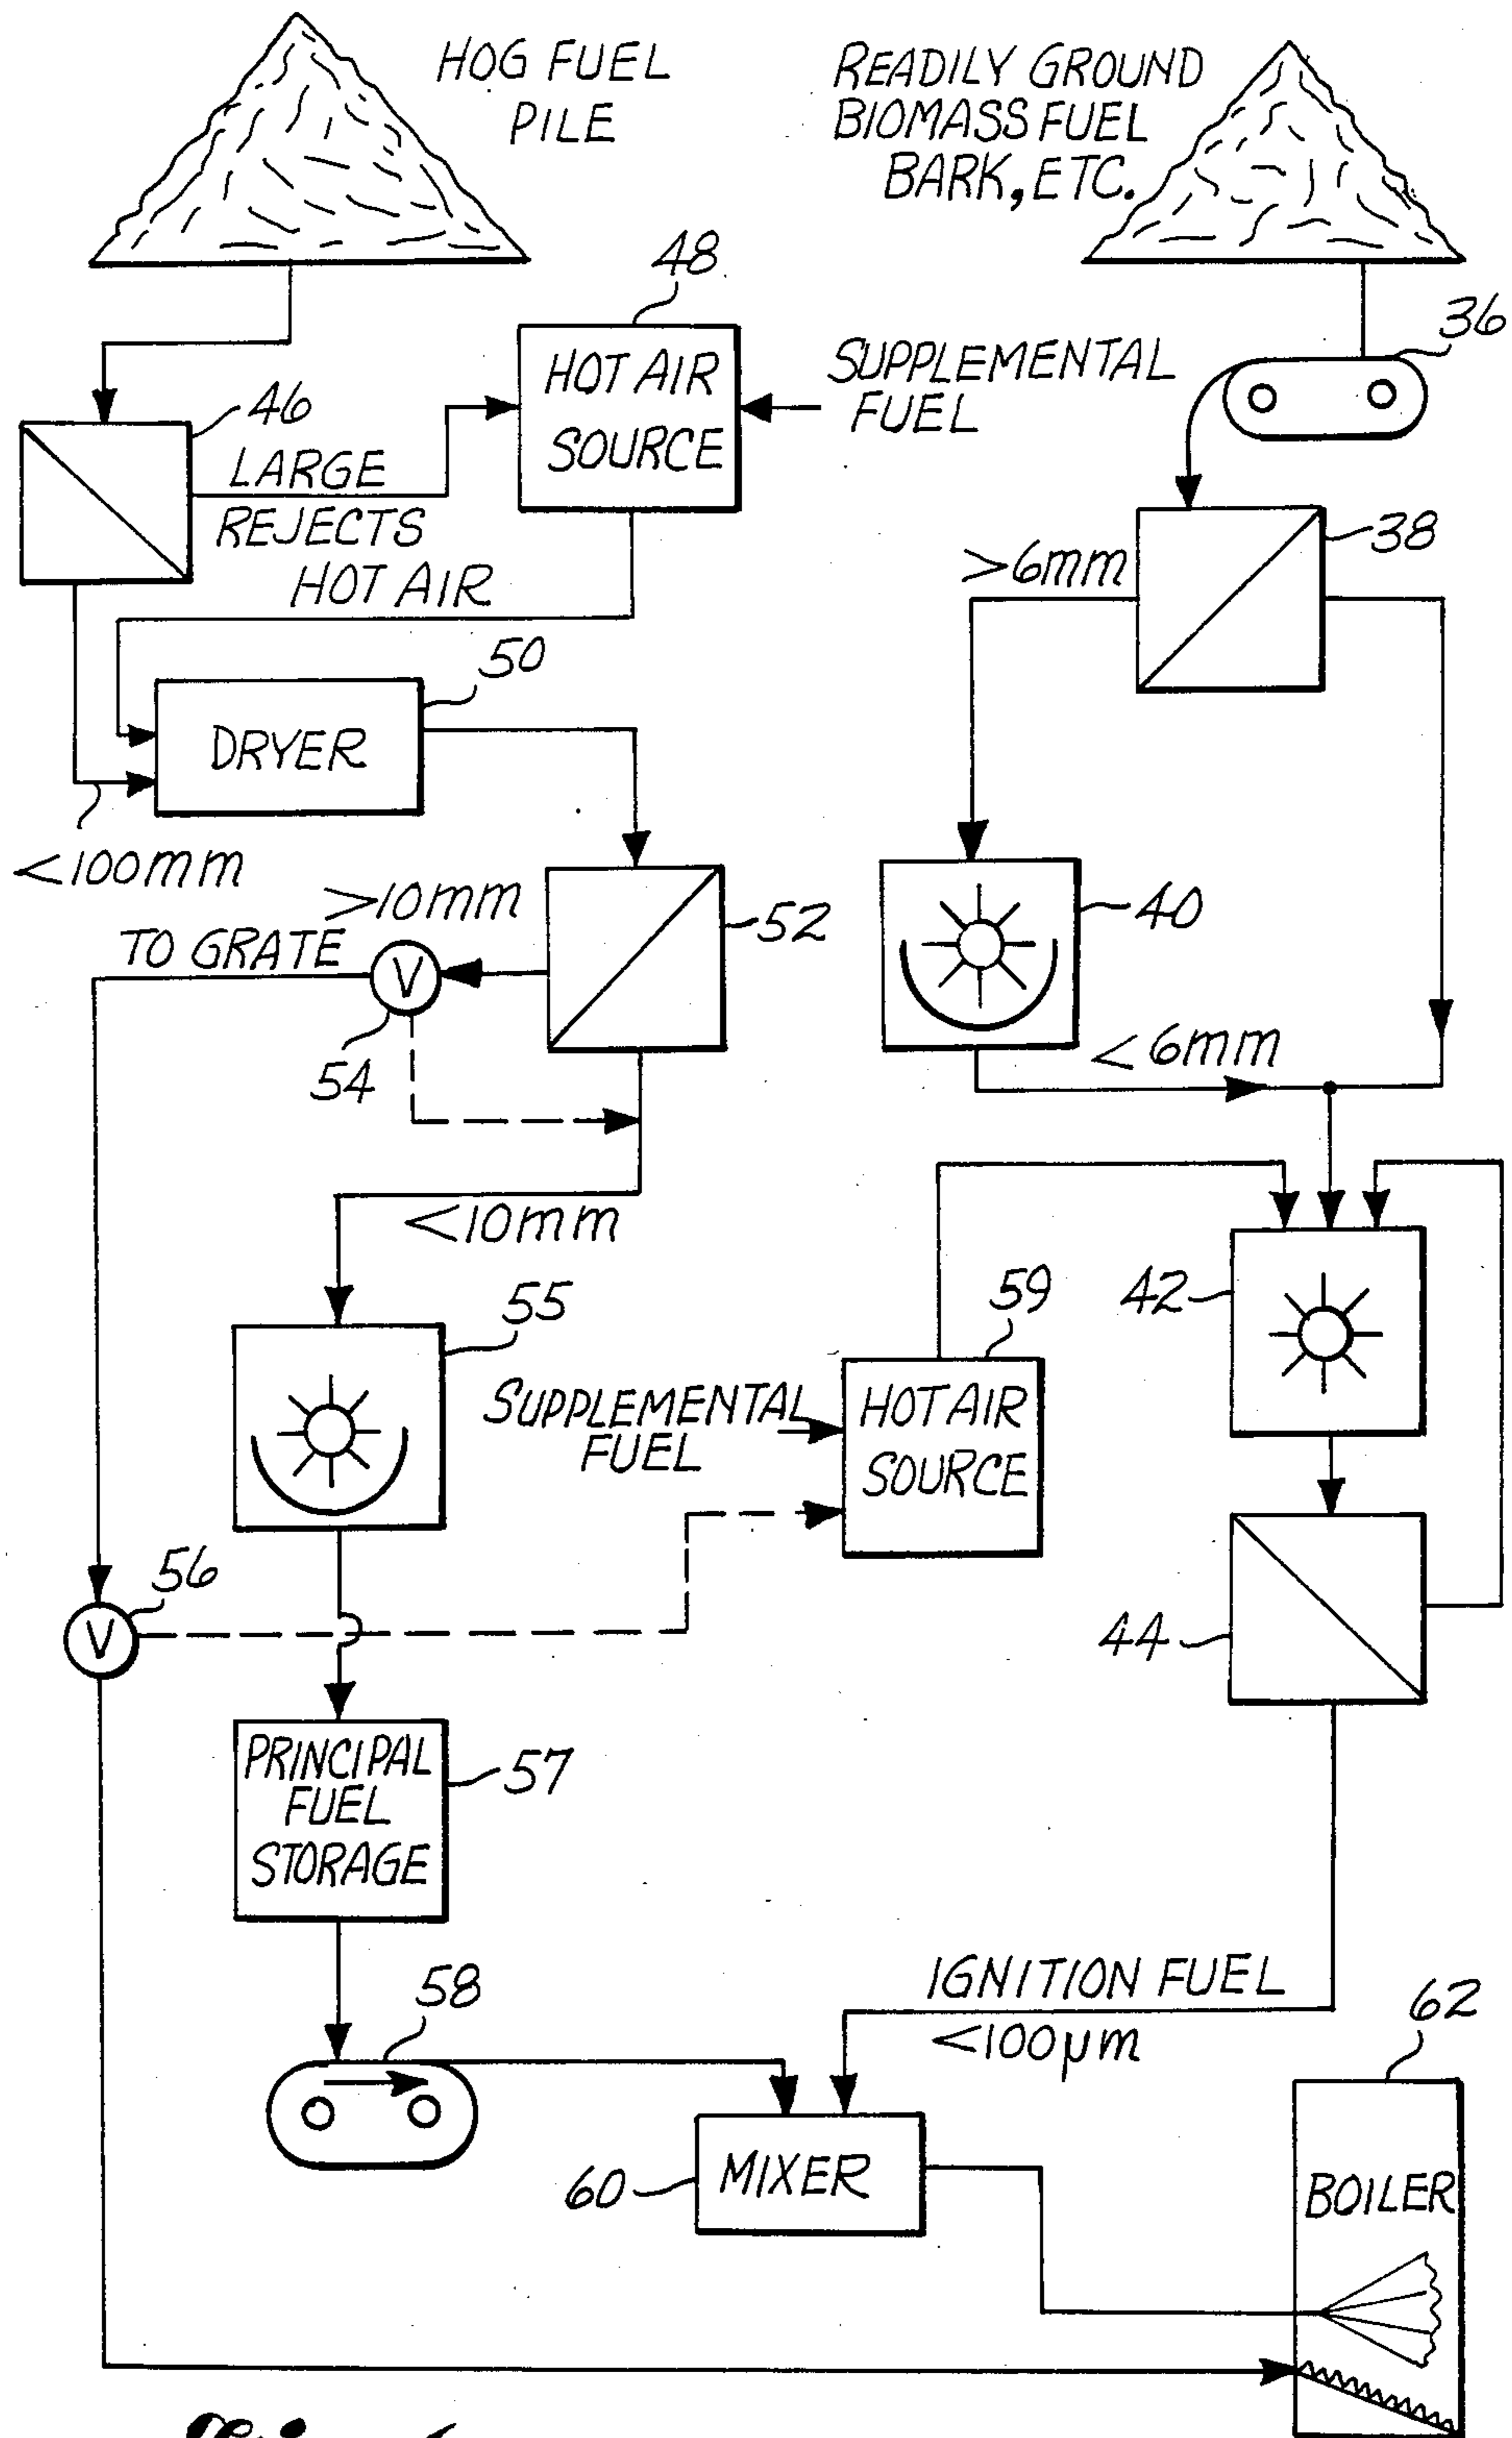 HOG FUEL
PILE
READILY GROUND
BIOMASS FUEL
BARK, ETC.
48
36
HOT AIR
SOURCE
SUPPLEMENTAL
FUEL
46
LARGE
REJECTS
HOT AIR
38
>6mm
50
DRYER
<100mm
>10mm
52
TO GRATE
V
54
40
<6mm
<10mm
55
59
42
SUPPLEMENTAL
FUEL
HOT AIR
SOURCE
56
V
44
PRINCIPAL
FUEL
STORAGE
57
58
IGNITION FUEL
<100µm
62
60
MIXER
BOILER